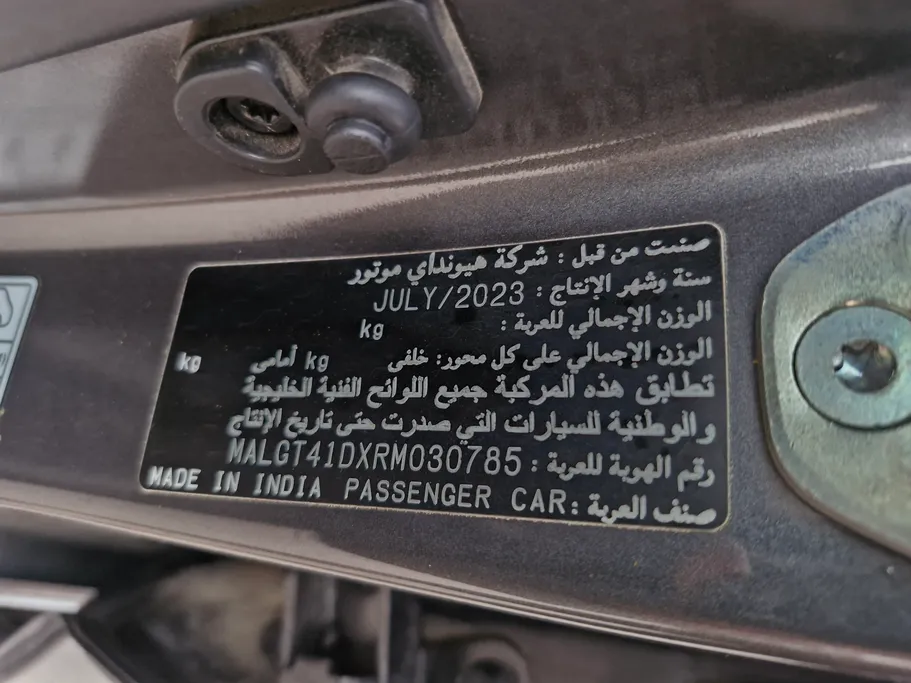 صنعت من قبل : شركة هيونداي موتور
سنة وشهر الإنتاج : JULY/2023
الوزن الإجمالي للعربة : kg
الوزن الإجمالي على كل محور: خلفى kg أمامى kg
تطابق هذه المركبة جميع اللوائح الفنية الخليجية
والوطنية للسيارات التي صدرت حتى تاريخ الإنتاج
رقم الهوية للعربة : MALGT41DXRM030785
صنف العربة : PASSENGER CAR MADE IN INDIA